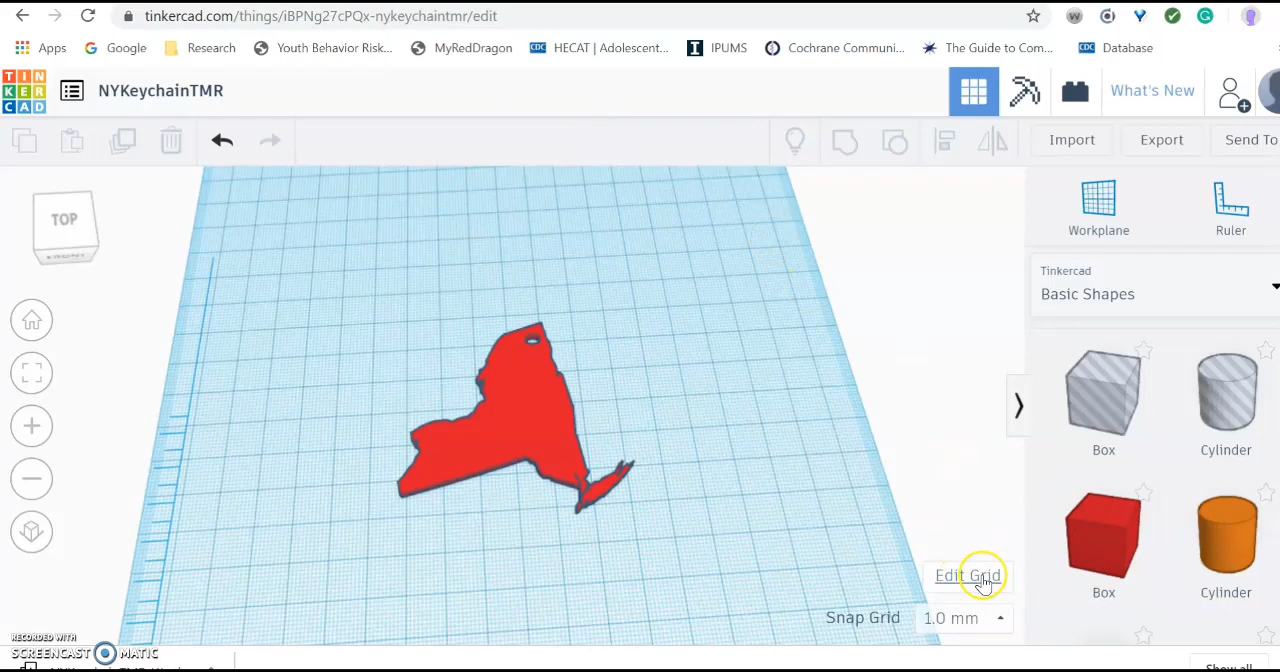 tinkercad.com/things/iBPNg27cPQx-nykeychaintmr/edit
Apps Google Research Youth Behavior Risk... MyRedDragon HECAT | Adolescent... IPUMS Cochrane Communi... The Guide to Com... Database
TIN
KER
CAD
NYKeychainTMR
What's New
Import Export Send To
TOP
FRONT
Workplane Ruler
Tinkercad
Basic Shapes
Box Cylinder
Box Cylinder
Edit Grid
Snap Grid 1.0 mm
RECORDED WITH
SCREENCAST MATIC
Show all